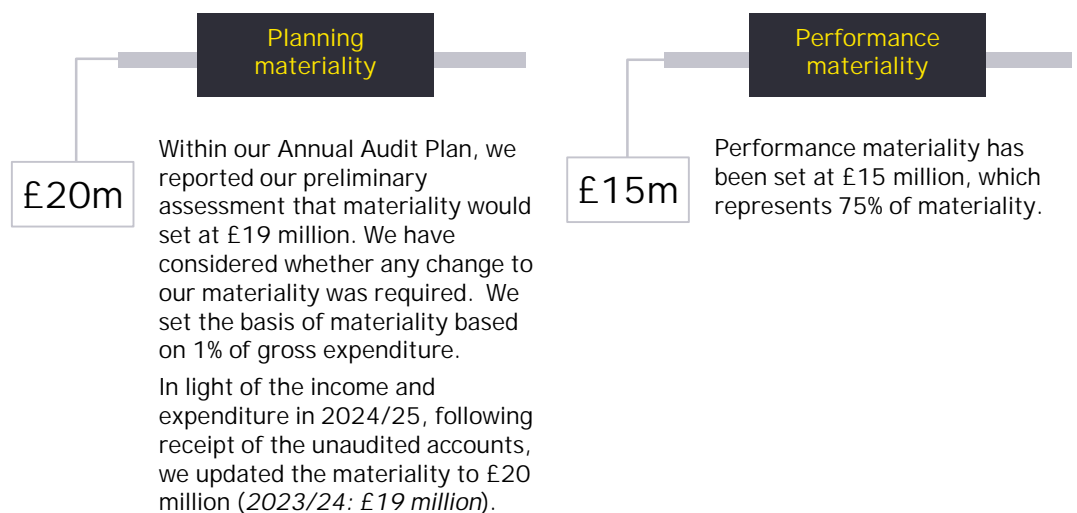 Planning
materiality
£20m
Within our Annual Audit Plan, we
reported our preliminary
assessment that materiality would
set at £19 million. We have
considered whether any change to
our materiality was required.  We
set the basis of materiality based
on 1% of gross expenditure.
In light of the income and
expenditure in 2024/25, following
receipt of the unaudited accounts,
we updated the materiality to £20
million (2023/24: £19 million).
Performance
materiality
£15m
Performance materiality has
been set at £15 million, which
represents 75% of materiality.